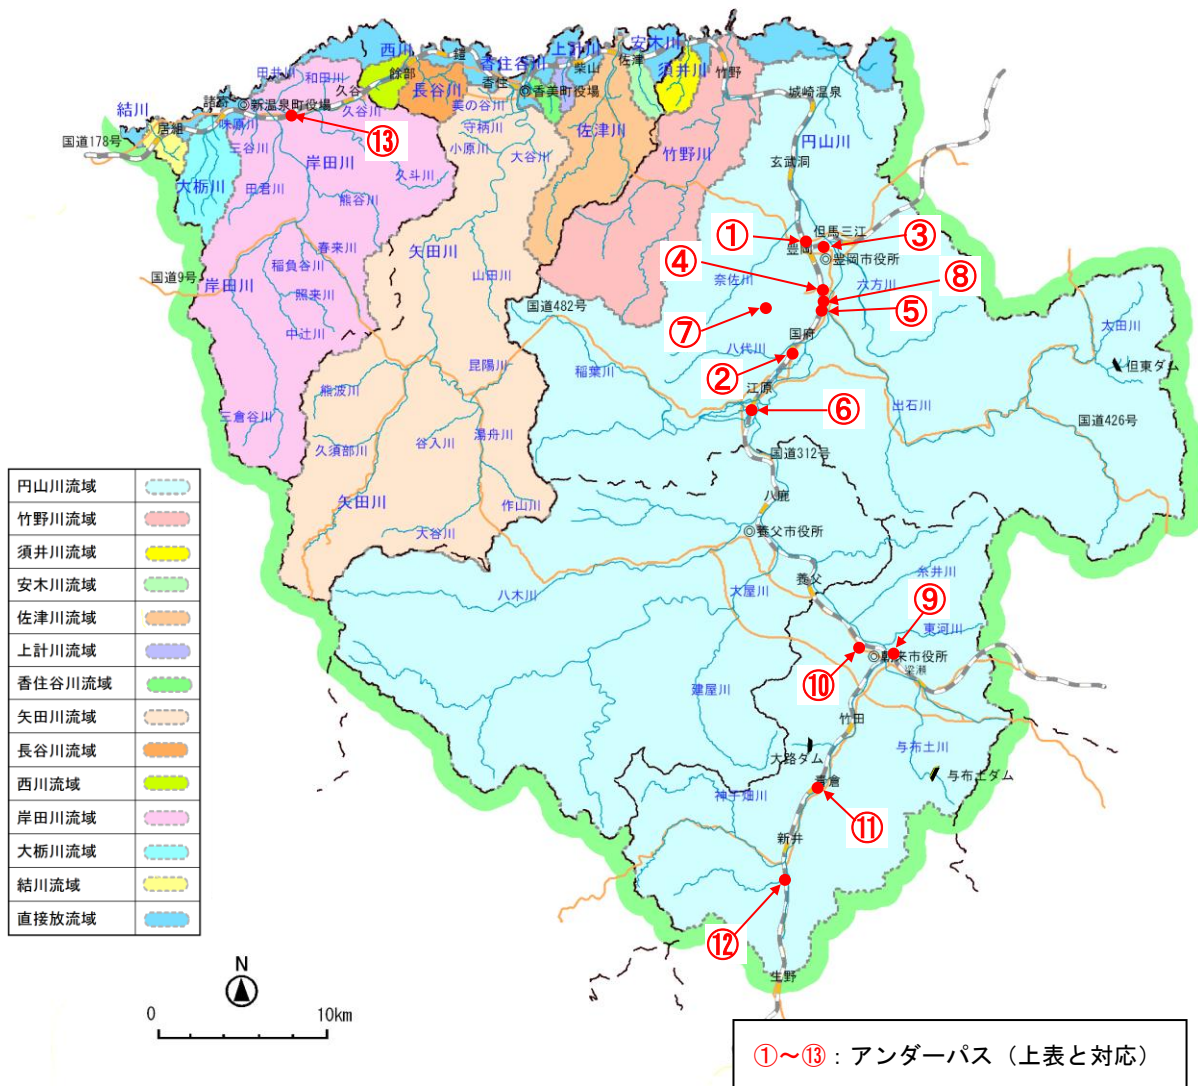 西川
鎧
上計川
安木川
香住谷川
柴山
佐津
須井川
竹野
田井川
和田川
久谷
餘部
長谷川
香住
香美町役場
城崎温泉
結川
諸寄
新温泉町役場
久谷川
美の谷川
円山川
居組
味原川
守柄川
佐津川
国道178号
三谷川
⑬
小原川
大谷川
竹野川
玄武洞
岸田川
大栃川
田君川
久斗川
熊谷川
①
但馬三江
③
豊岡
春来川
矢田川
豊岡市役所
④
稲負谷川
国道9号
岸田川
照来川
山田川
奈佐川
六方川
⑧
国道482号
⑦
⑤
中辻川
国府
太田川
八代川
昆陽川
稲葉川
②
但東ダム
熊波川
江原
⑥
出石川
三倉谷川
国道426号
湯舟川
久須部川
谷入川
国道312号
矢田川
作山川
八鹿
大谷川
養父市役所
糸井川
養父
八木川
大屋川
⑨
東河川
朝来市役所
梁瀬
⑩
建屋川
竹田
与布土川
大路ダム
青倉
与布土ダム
神子畑川
⑪
新井
⑫
生野
円山川流域
竹野川流域
須井川流域
安木川流域
佐津川流域
上計川流域
香住谷川流域
矢田川流域
長谷川流域
西川流域
岸田川流域
大栃川流域
結川流域
直接放流域
N
0 10km
①～⑬：アンダーパス（上表と対応）